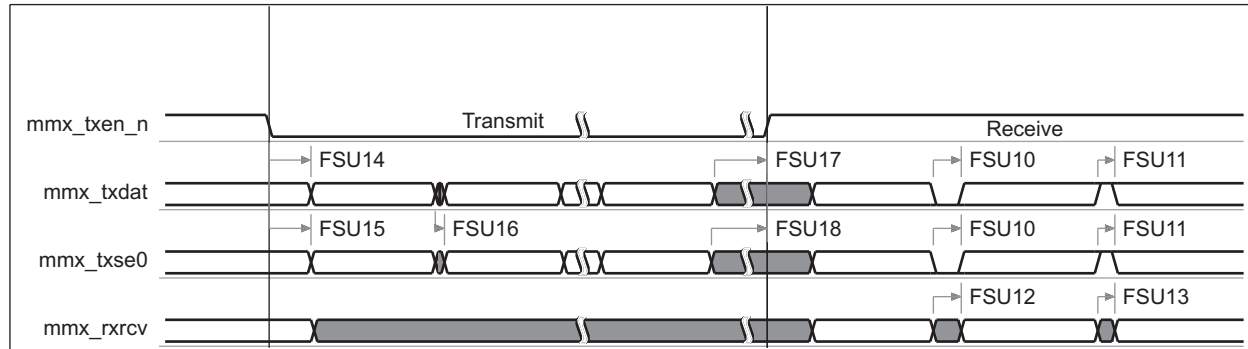 mmx_txen_n Transmit Receive
FSU14 FSU17 FSU10 FSU11
mmx_txdat
FSU15 FSU16 FSU18 FSU10 FSU11
mmx_txse0
FSU12 FSU13
mmx_rxrcv